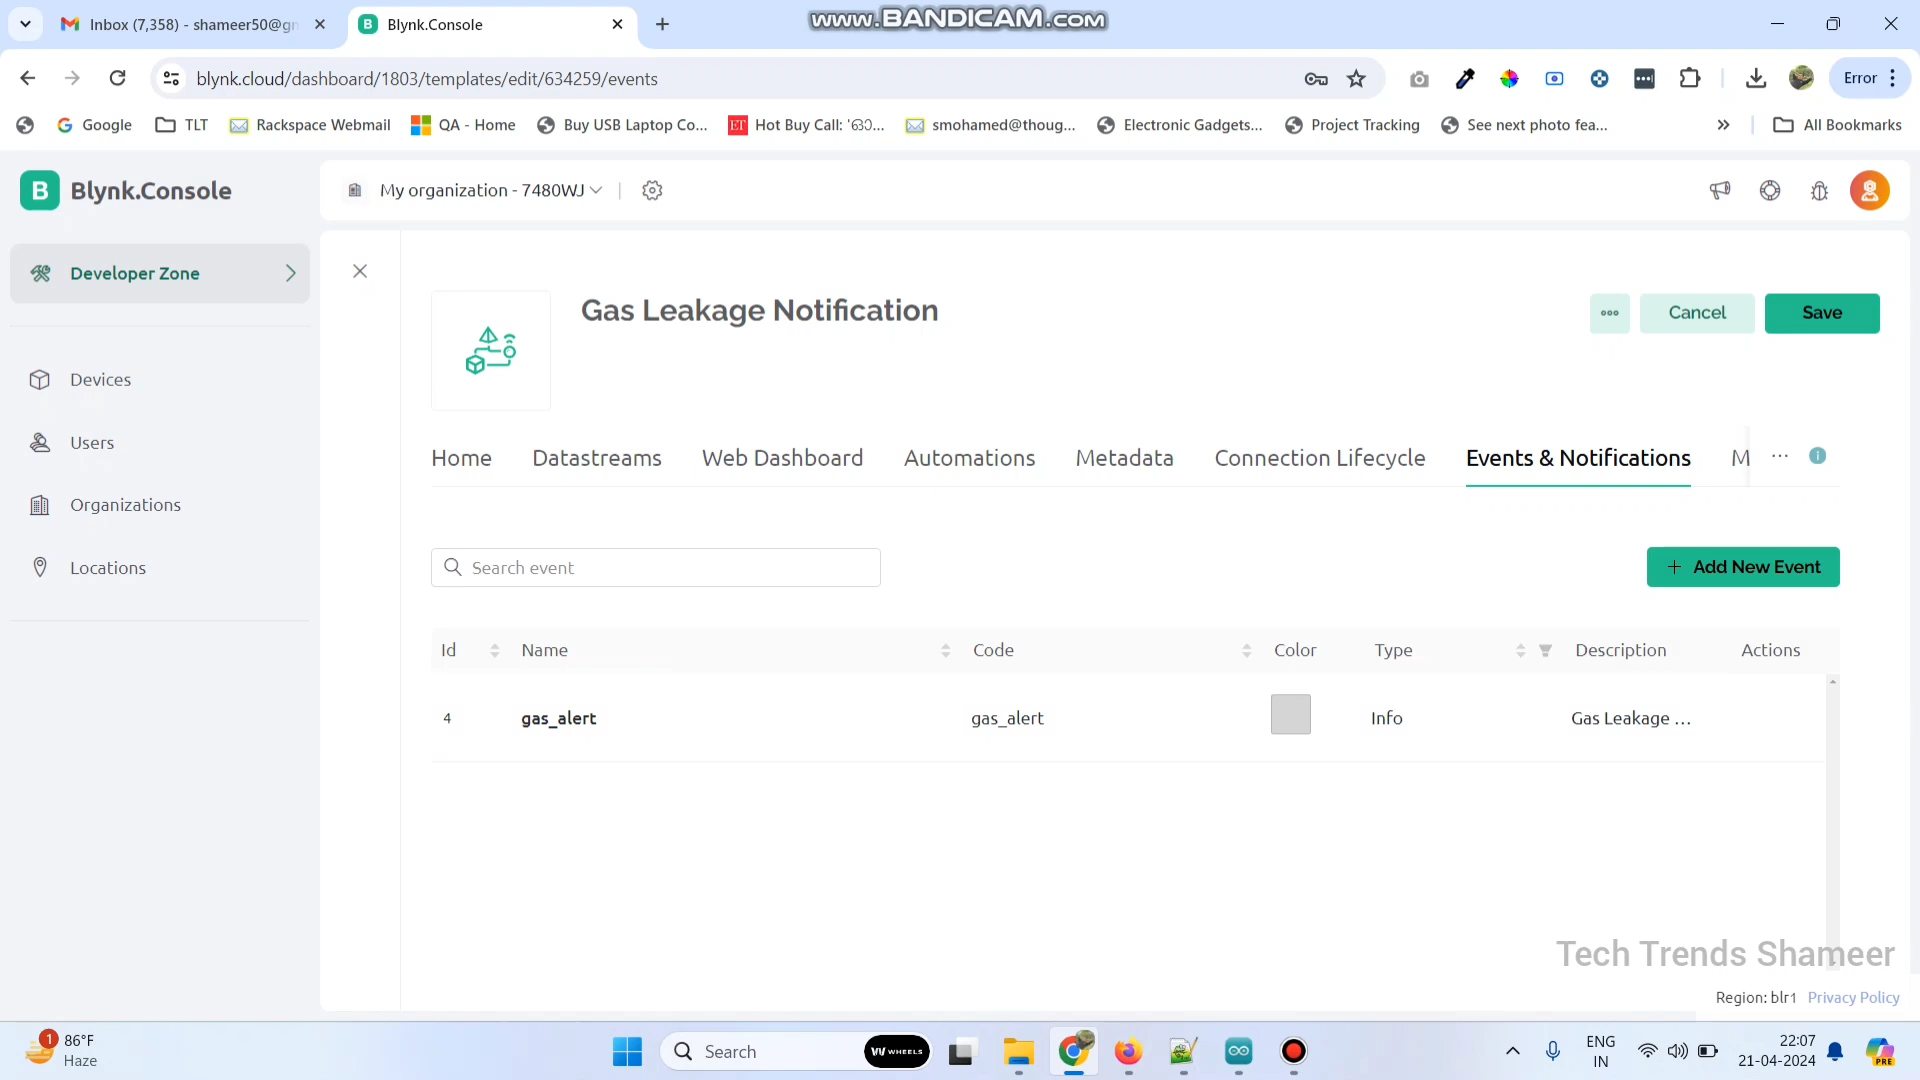 Inbox (7,358) - shameer50@gm
Blynk.Console
www.BANDICAM.com
blynk.cloud/dashboard/1803/templates/edit/634259/events
Error
Google
TLT
Rackspace Webmail
QA - Home
Buy USB Laptop Co...
ET
Hot Buy Call: 'ഓ...
smohamed@thoug...
Electronic Gadgets...
Project Tracking
See next photo fea...
All Bookmarks
B
Blynk.Console
My organization - 7480WJ
Developer Zone
Devices
Users
Organizations
Locations
Gas Leakage Notification
Cancel
Save
Home
Datastreams
Web Dashboard
Automations
Metadata
Connection Lifecycle
Events & Notifications
M ...
Search event
+ Add New Event
Id
Name
Code
Color
Type
Description
Actions
4
gas_alert
gas_alert
Info
Gas Leakage ...
Tech Trends Shameer
Region: blr1
Privacy Policy
1
86°F
Haze
Search
WHEELS
ENG
IN
22:07
21-04-2024
PRE